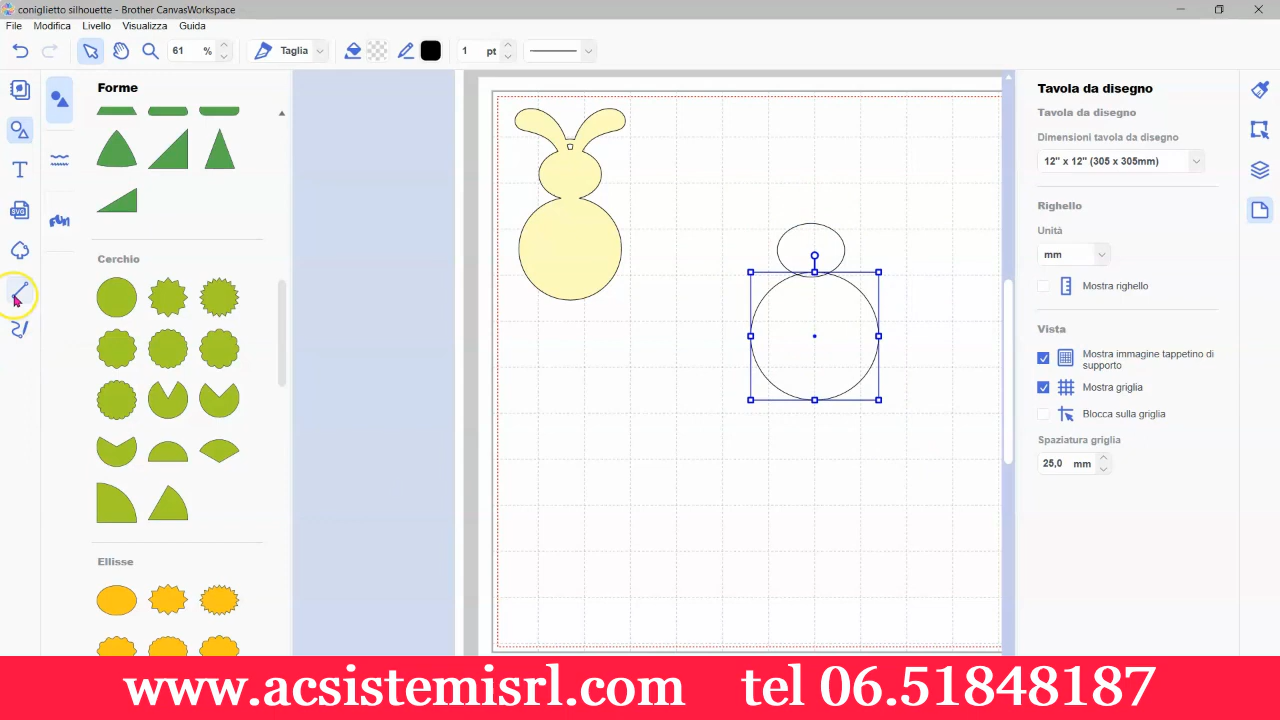 coniglietto silhouette - Brother CanvasWorkspace
File Modifica Livello Visualizza Guida
61 % Taglia 1 pt
Forme
Cerchio
Ellisse
T
SVG
Fun
Tavola da disegno
Tavola da disegno
Dimensioni tavola da disegno
12" x 12" (305 x 305mm)
Righello
Unità
mm
Mostra righello
Vista
Mostra immagine tappetino di
supporto
Mostra griglia
Blocca sulla griglia
Spaziatura griglia
25,0 mm
www.acsistemisrl.com tel 06.51848187